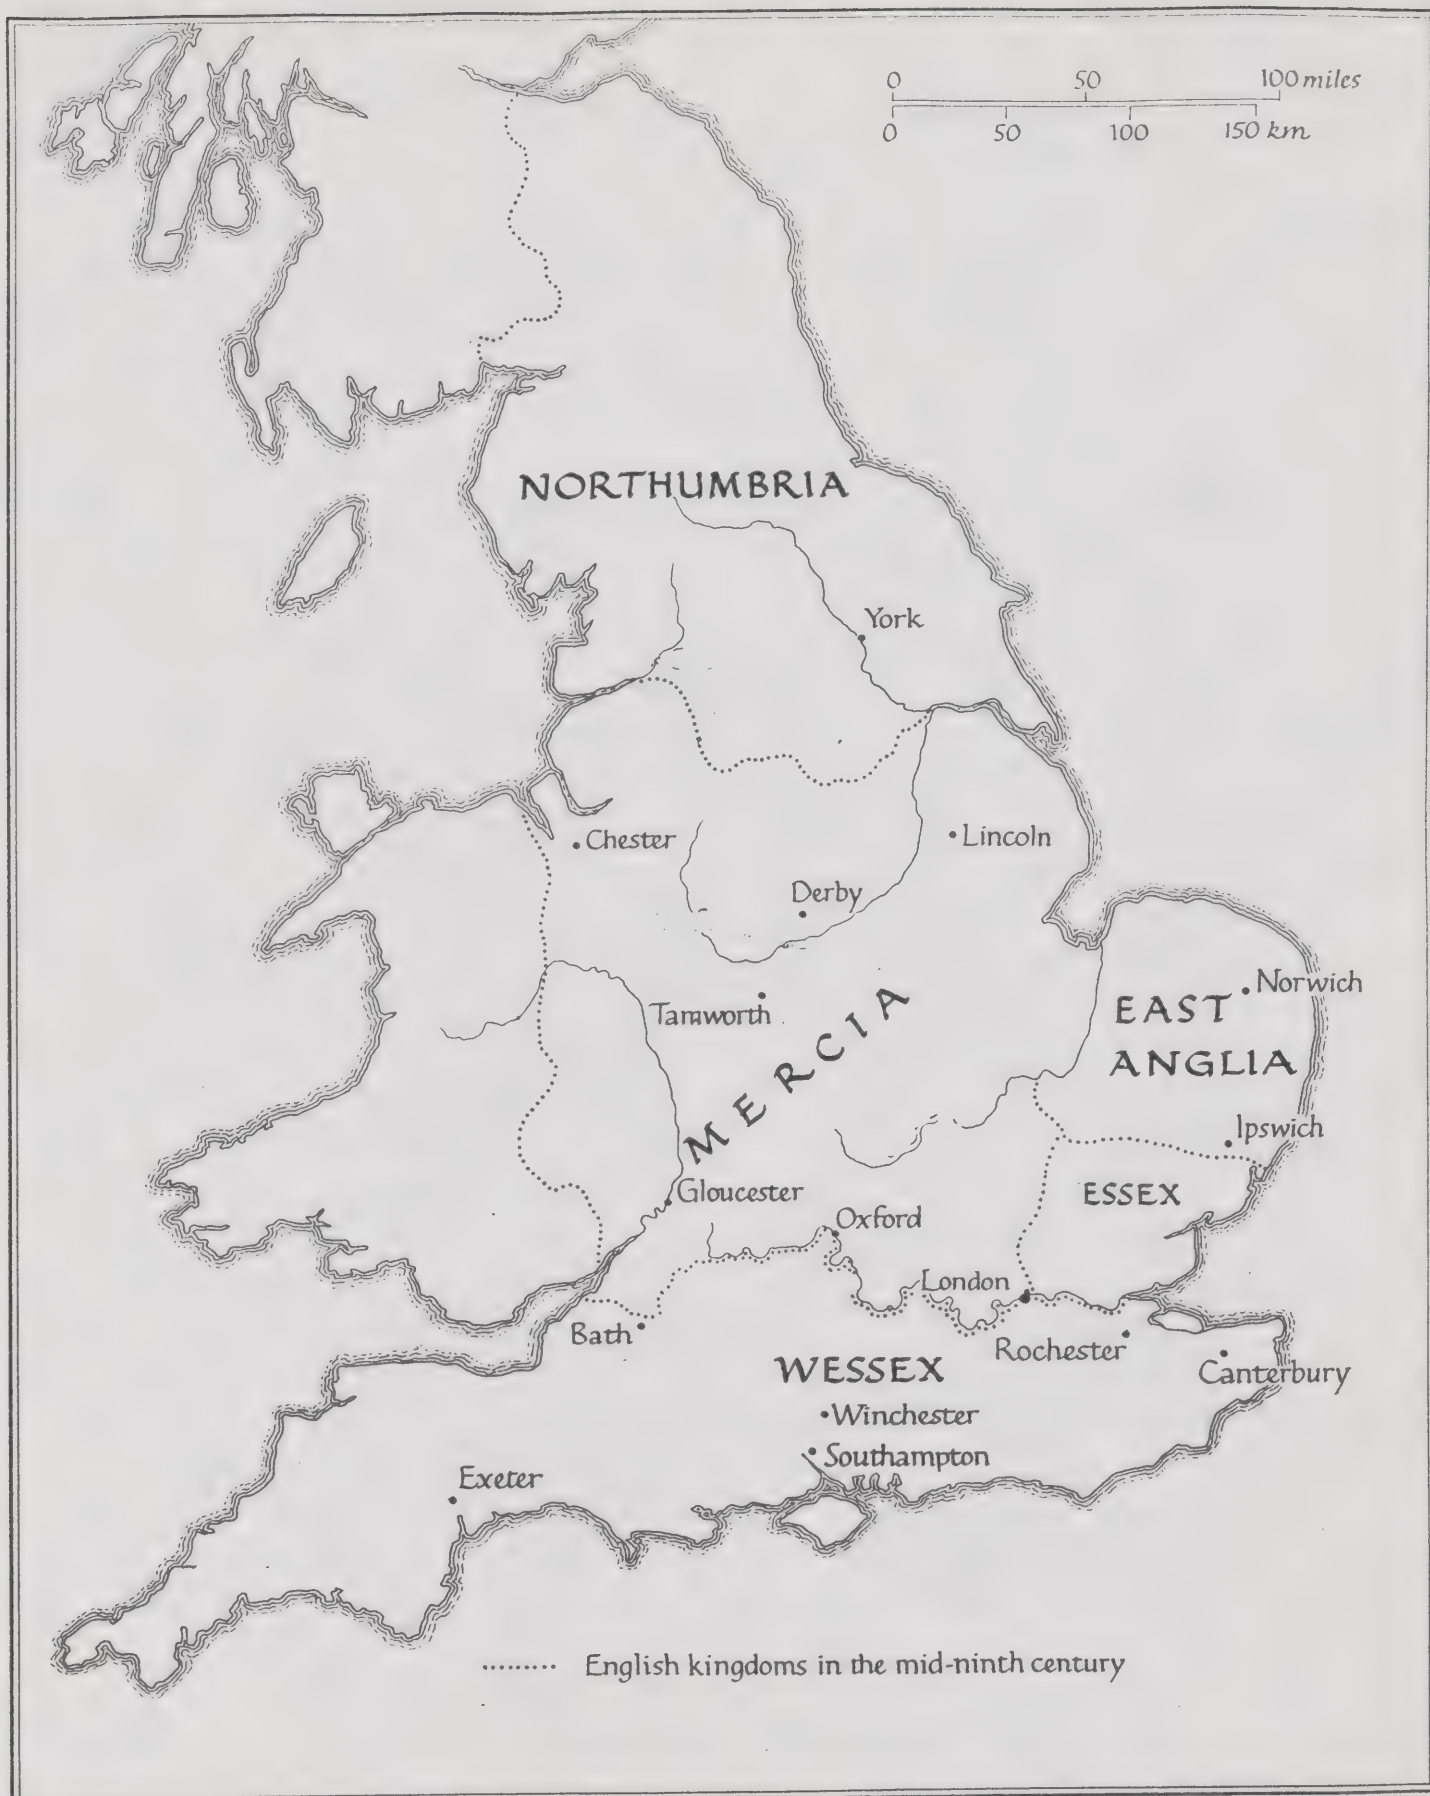 0 50 100 miles
0 50 100 150 km
NORTHUMBRIA
York
Chester
Lincoln
Derby
Norwich
Tamworth
MERCIA
EAST
ANGLIA
Ipswich
Gloucester
ESSEX
Oxford
London
Bath
Rochester
WESSEX
Canterbury
Winchester
Southampton
Exeter
English kingdoms in the mid-ninth century